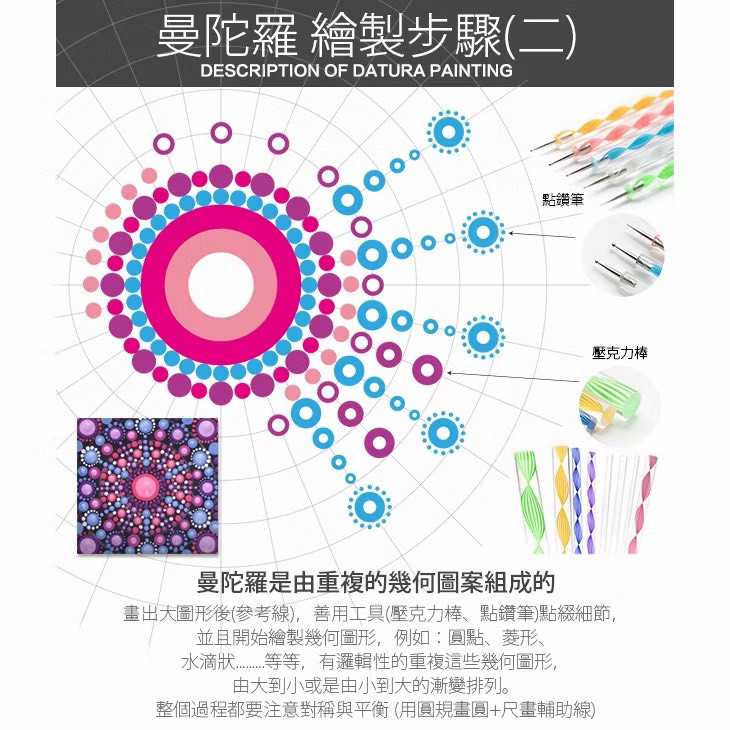 曼陀羅 繪製步驟(二)
DESCRIPTION OF DATURA PAINTING
點鑽筆
壓克力棒
曼陀羅是由重複的幾何圖案組成的
畫出大圖形後(參考線)，善用工具(壓克力棒、點鑽筆)點綴細節，
並且開始繪製幾何圖形，例如：圓點、菱形、
水滴狀.........等等，有邏輯性的重複這些幾何圖形，
由大到小或是由小到大的漸變排列。
整個過程都要注意對稱與平衡 (用圓規畫圓+尺畫輔助線)